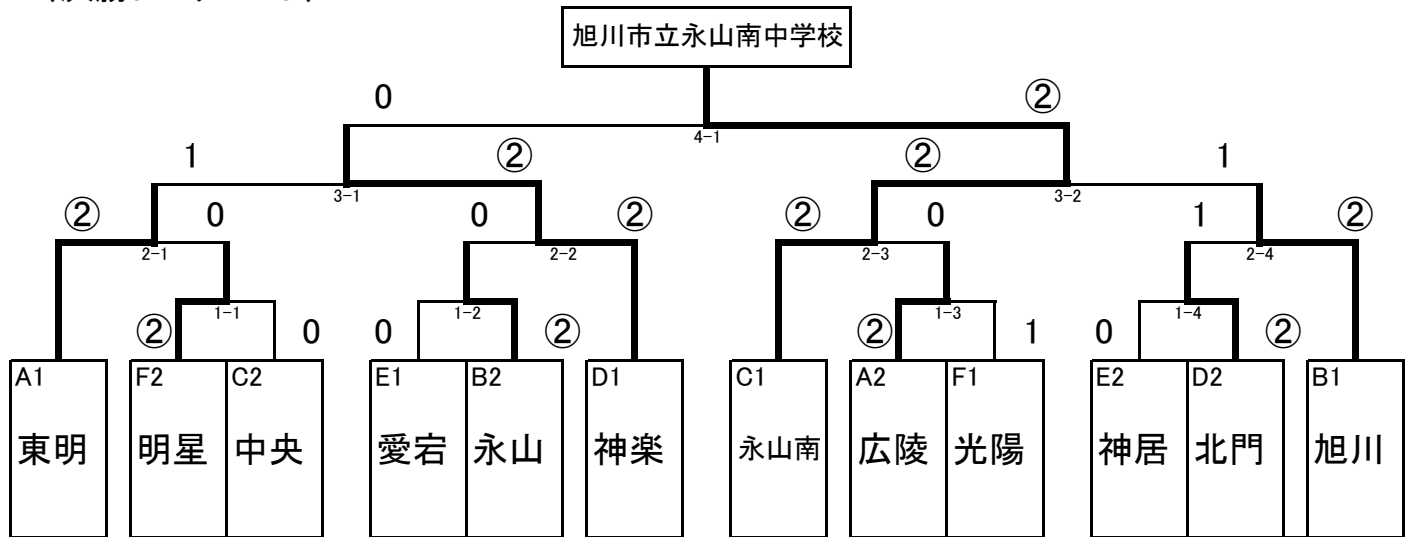 旭川市立永山南中学校
0 ②
4-1
1 ② ② 1
3-1 3-2
② 0 0 ② ② 0 1 ②
2-1 2-2 2-3 2-4
1-1 1-2 1-3 1-4
② 0 0 ② ② 1 0 ②
A1 F2 C2 E1 B2 D1 C1 A2 F1 E2 D2 B1
東明 明星 中央 愛宕 永山 神楽 永山南 広陵 光陽 神居 北門 旭川